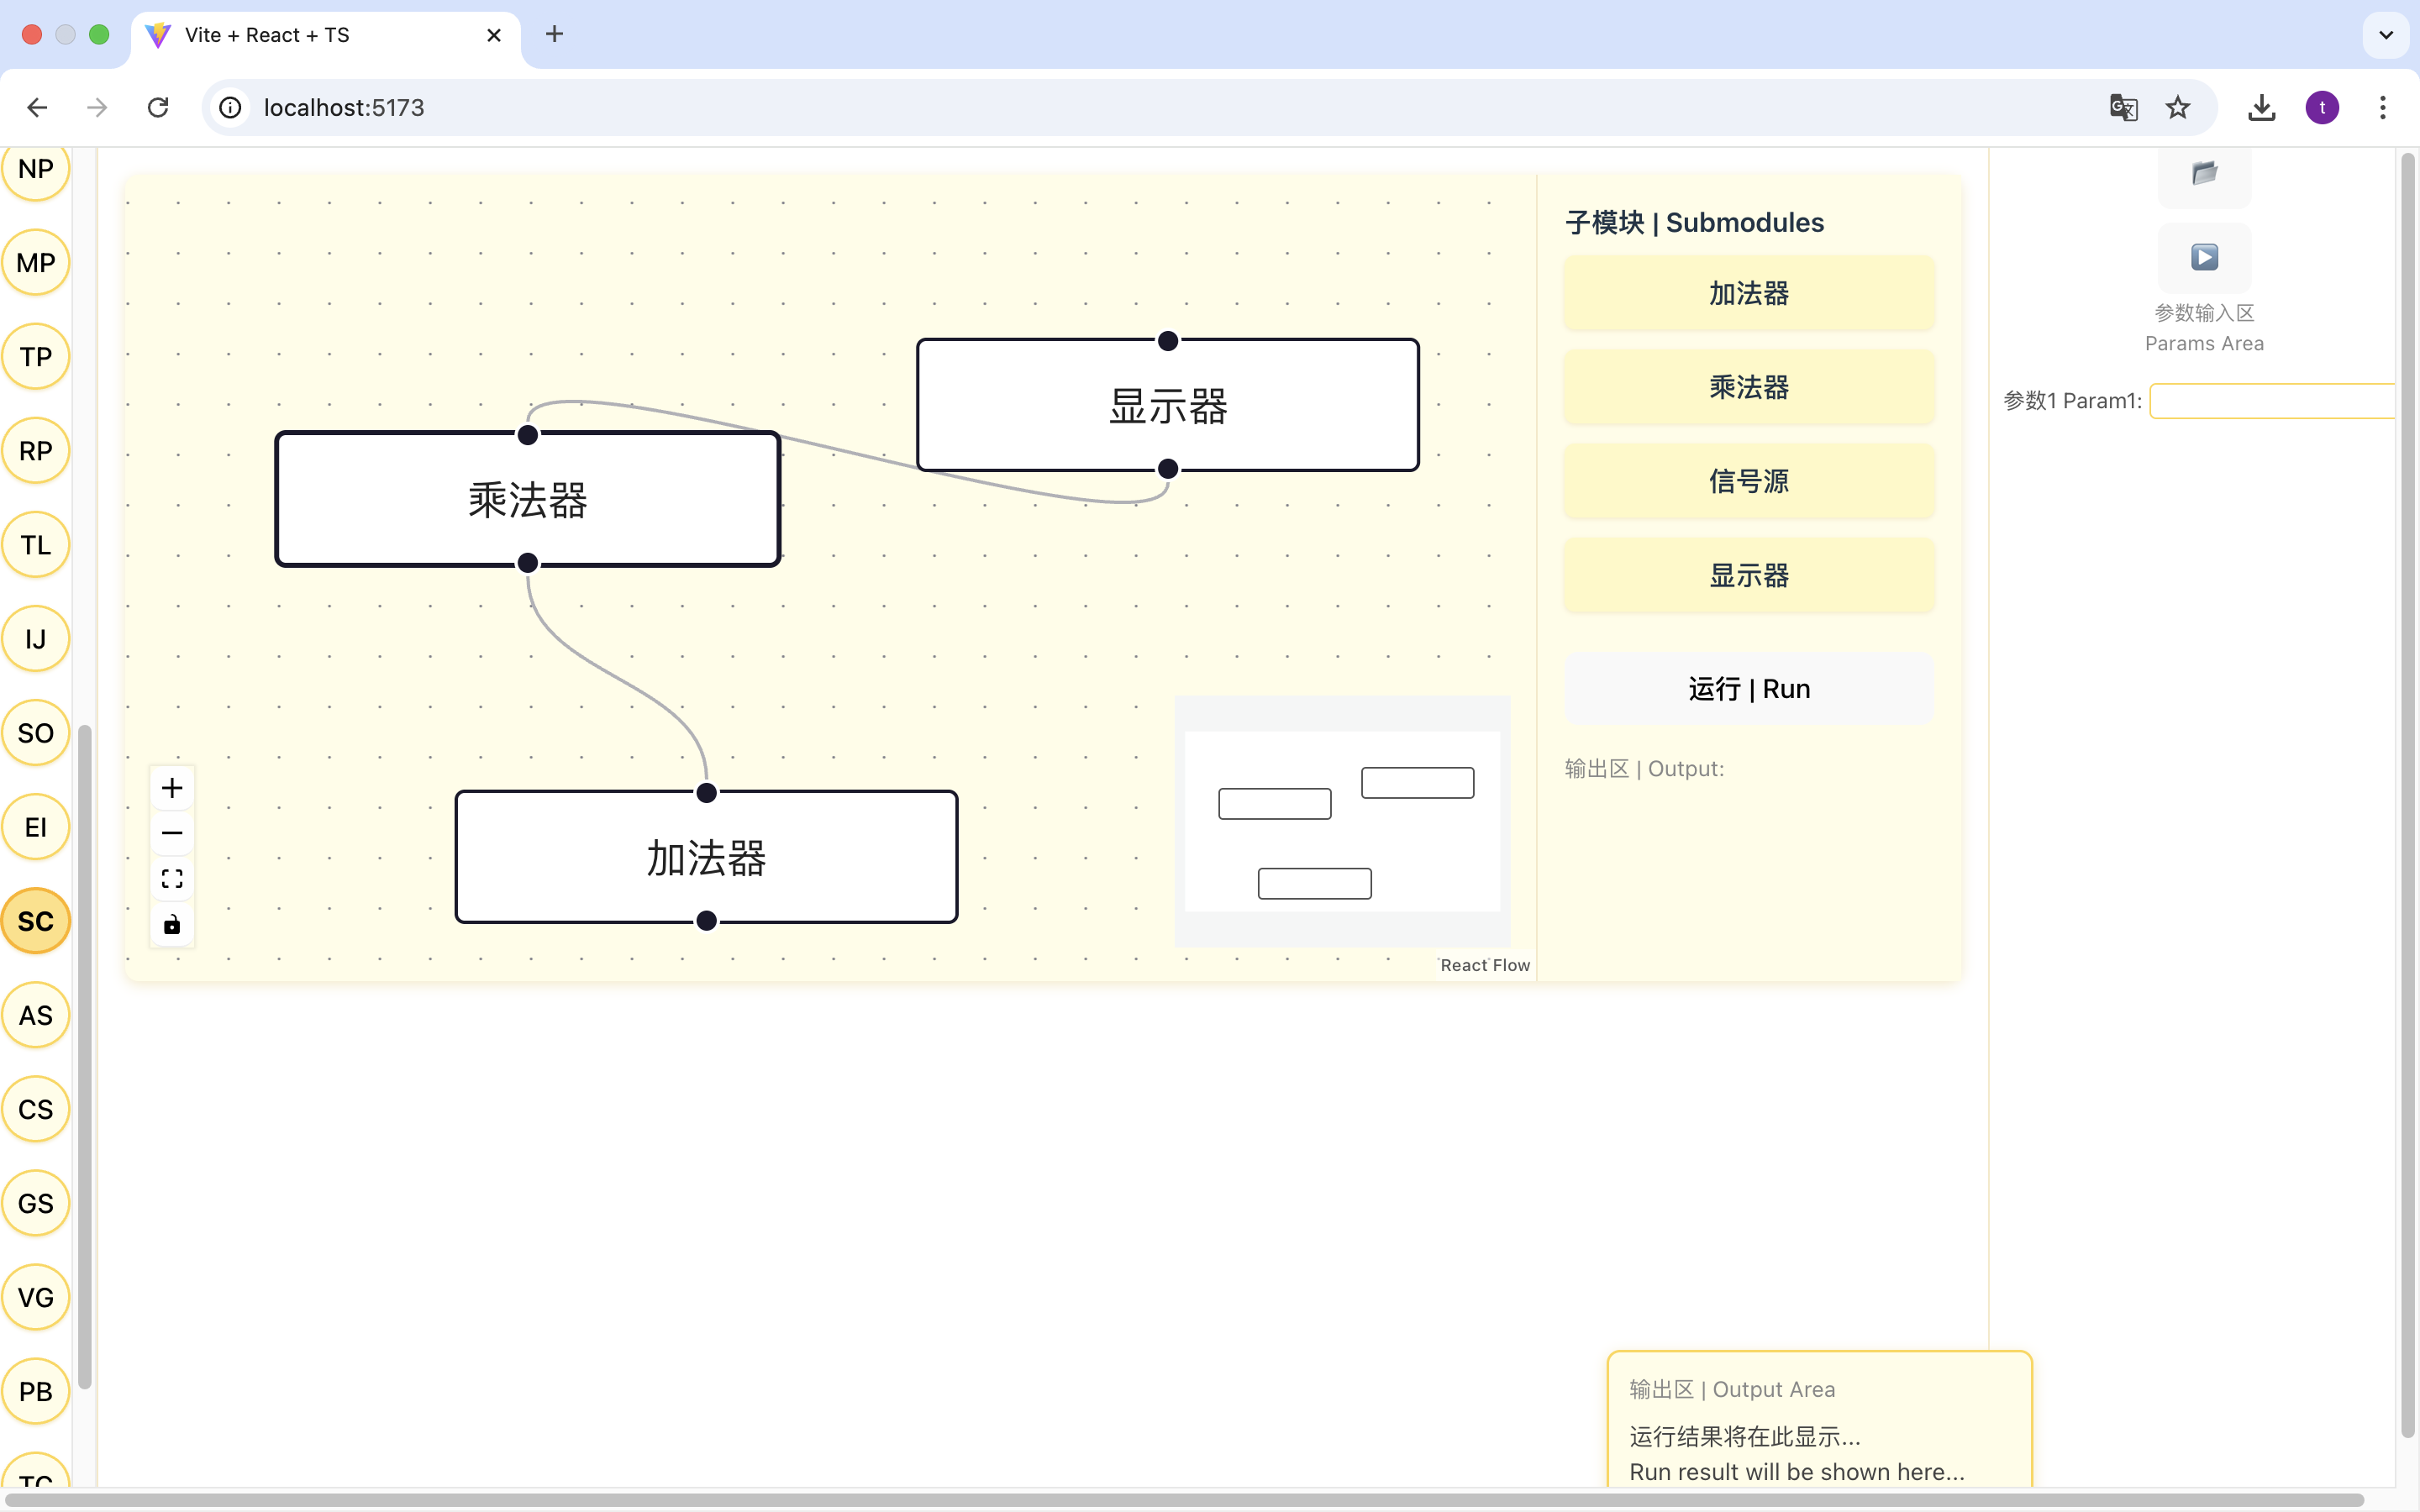 Vite + React + TS
localhost:5173
t
NP
MP
TP
RP
TL
IJ
SO
EI
SC
AS
CS
GS
VG
PB
TC
显示器
乘法器
加法器
React Flow
子模块 | Submodules
加法器
乘法器
信号源
显示器
运行 | Run
输出区 | Output:
参数输入区
Params Area
参数1 Param1:
输出区 | Output Area
运行结果将在此显示...
Run result will be shown here...